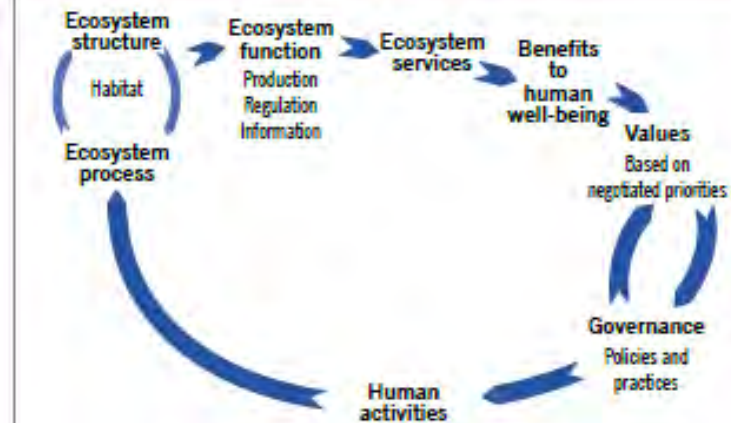 Ecosystem
structure
Habitat
Ecosystem
process
Ecosystem
function
Production
Regulation
Information
Ecosystem
services
Benefits
to
human
well-being
Values
Based on
negotiated priorities
Governance
Policies and
practices
Human
activities